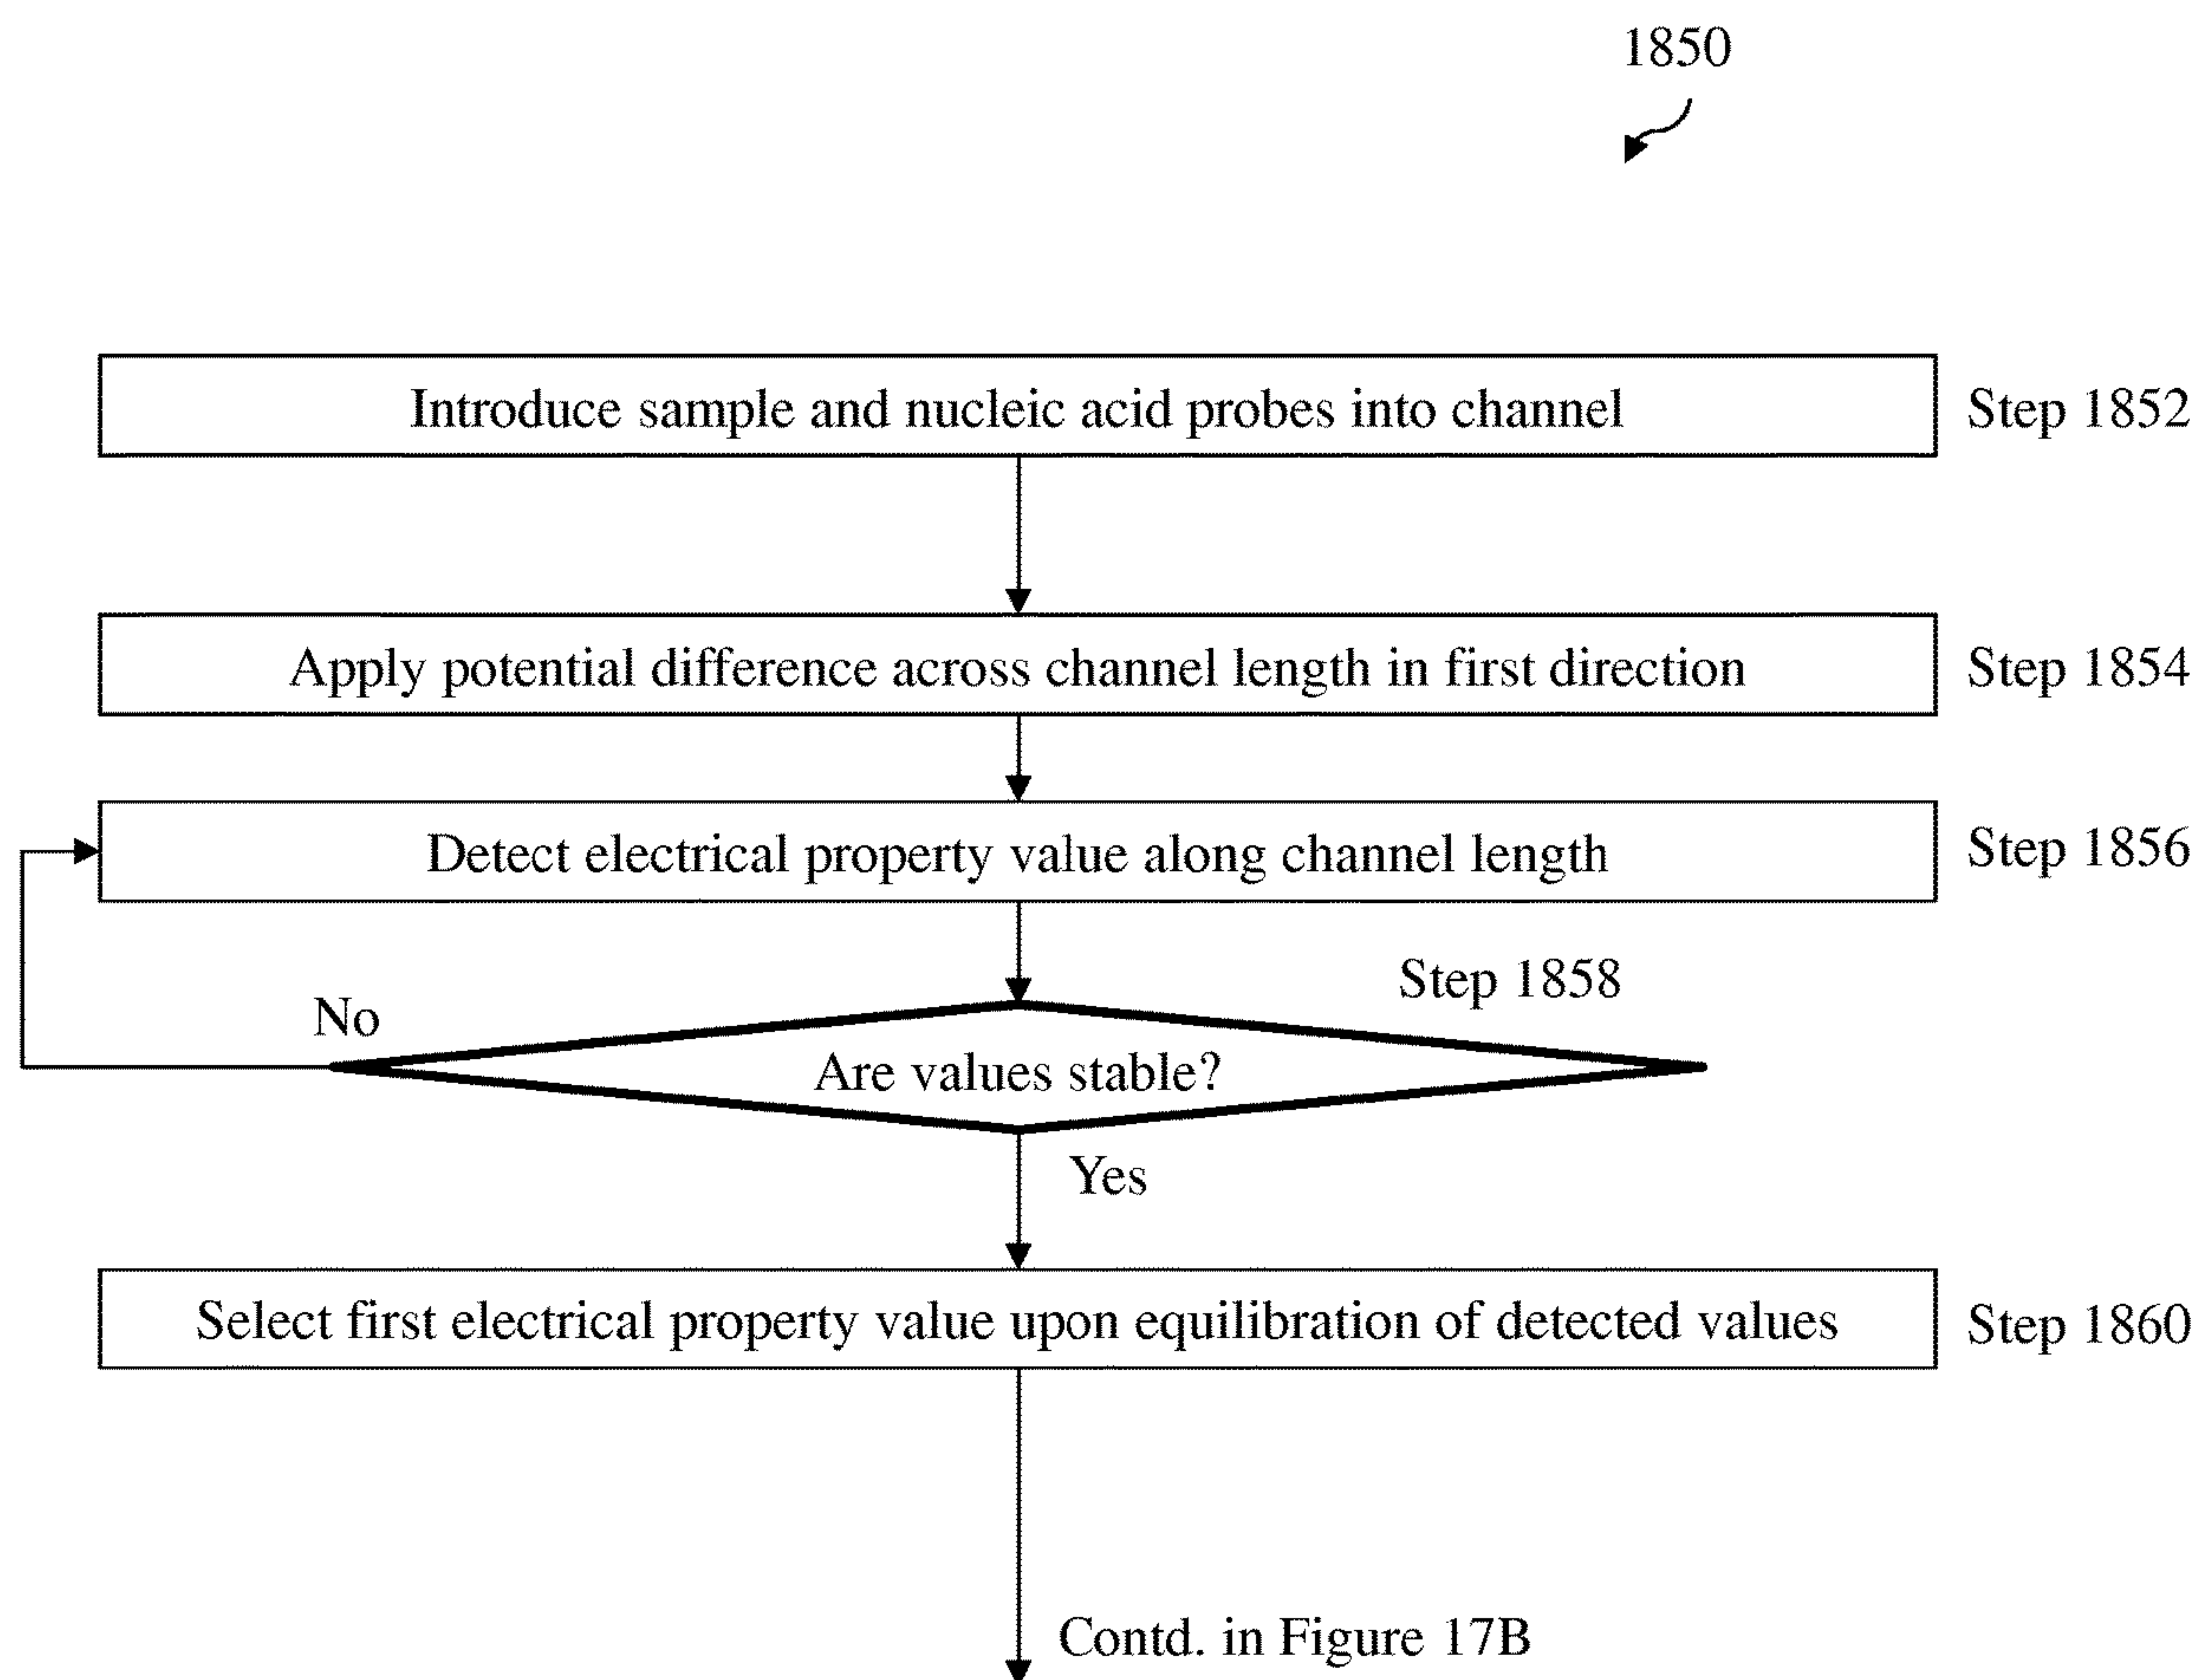 1850
Introduce sample and nucleic acid probes into channel
Step 1852
Apply potential difference across channel length in first direction
Step 1854
Detect electrical property value along channel length
Step 1856
Step 1858
No
Are values stable?
Yes
Select first electrical property value upon equilibration of detected values
Step 1860
Contd. in Figure 17B